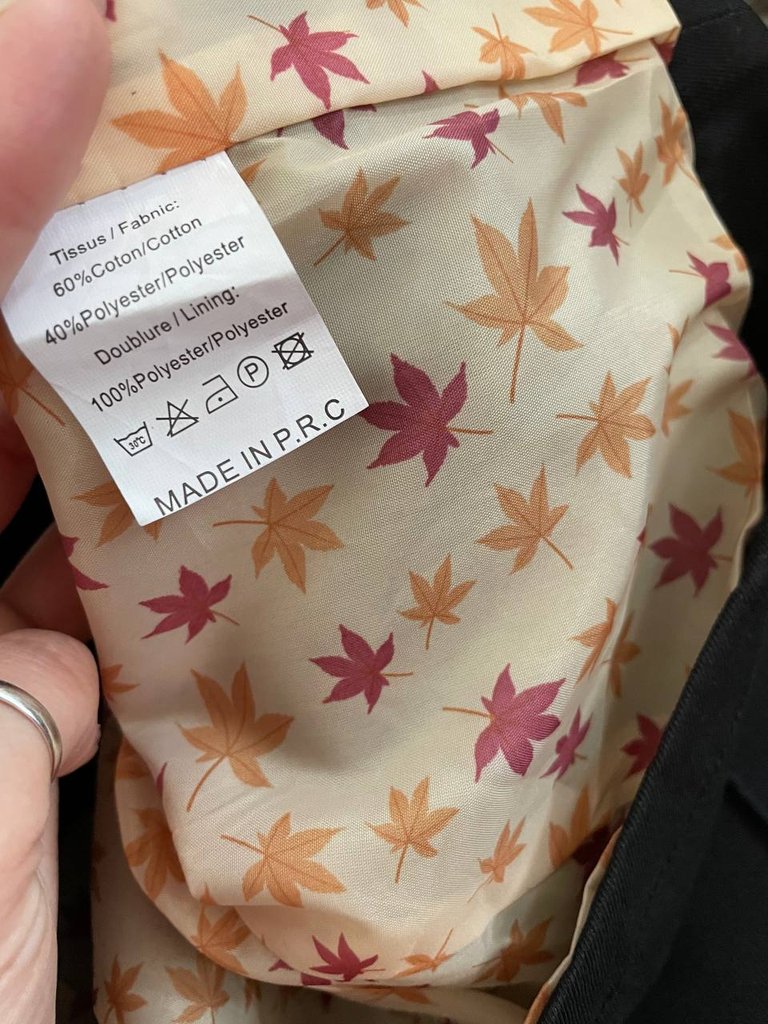 Tissus / Fabric:
60%Coton/Cotton
40%Polyester/Polyester
Doublure / Lining:
100%Polyester/Polyester
30°C P
MADE IN P.R.C